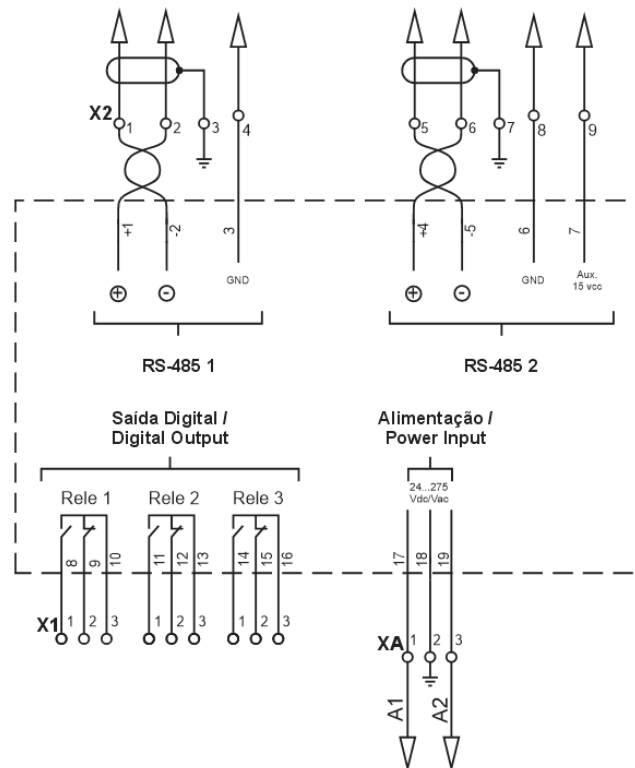 X2 1 2 3 4 5 6 7 8 9
+1 -2 3 +4 -5 6 7
GND GND Aux.
15 vcc
+ - + -
RS-485 1 RS-485 2
Saída Digital / Alimentação /
Digital Output Power Input
24...275
Vdc/Vac
Rele 1 Rele 2 Rele 3
8 9 10 11 12 13 14 15 16 17 18 19
X1 1 2 3 1 2 3 1 2 3
XA 1 2 3
A1 A2